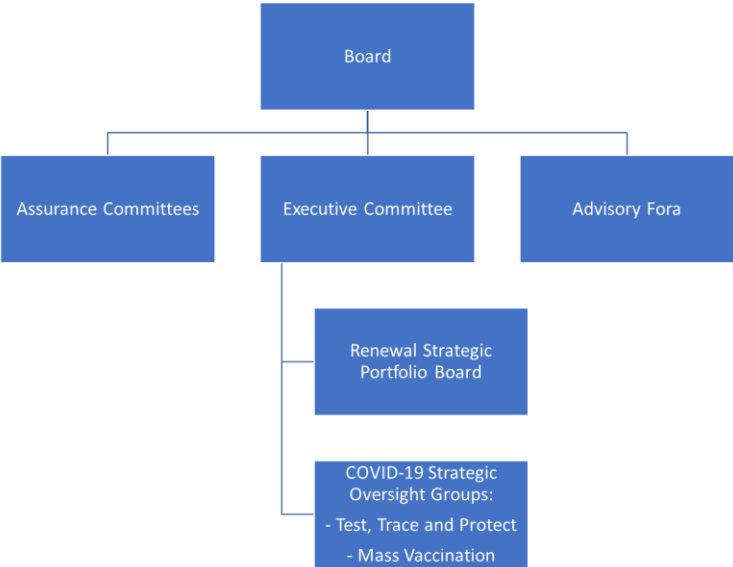 Board
Assurance Committees
Executive Committee
Advisory Fora
Renewal Strategic
Portfolio Board
COVID-19 Strategic
Oversight Groups:
- Test, Trace and Protect
- Mass Vaccination